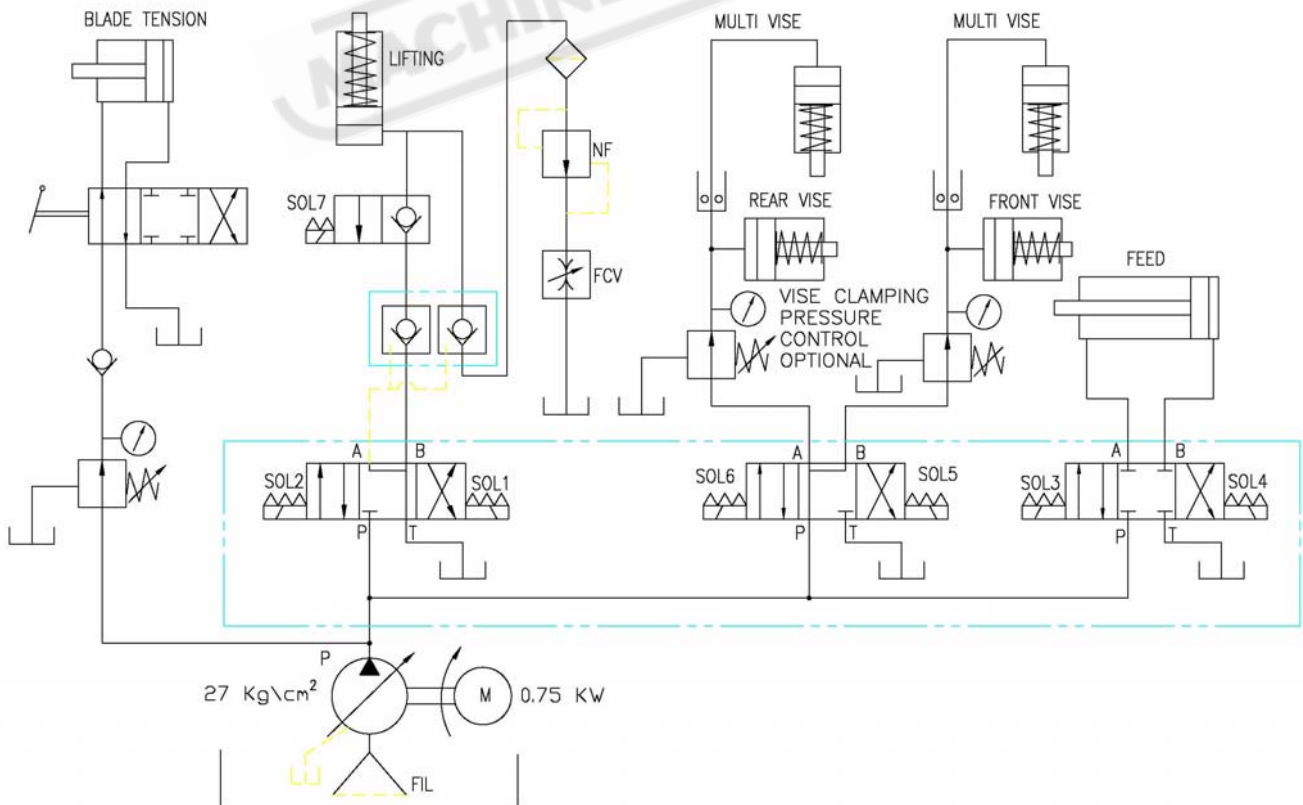 BLADE TENSION
LIFTING
MULTI VISE
MULTI VISE
MACHINE
NF
SOL7
REAR VISE
FRONT VISE
FCV
FEED
VISE CLAMPING
PRESSURE
CONTROL
OPTIONAL
A B
A B
A B
SOL2 SOL1
SOL6 SOL5
SOL3 SOL4
P T
P T
P T
P
27 Kg\cm²
M
0.75 KW
FIL